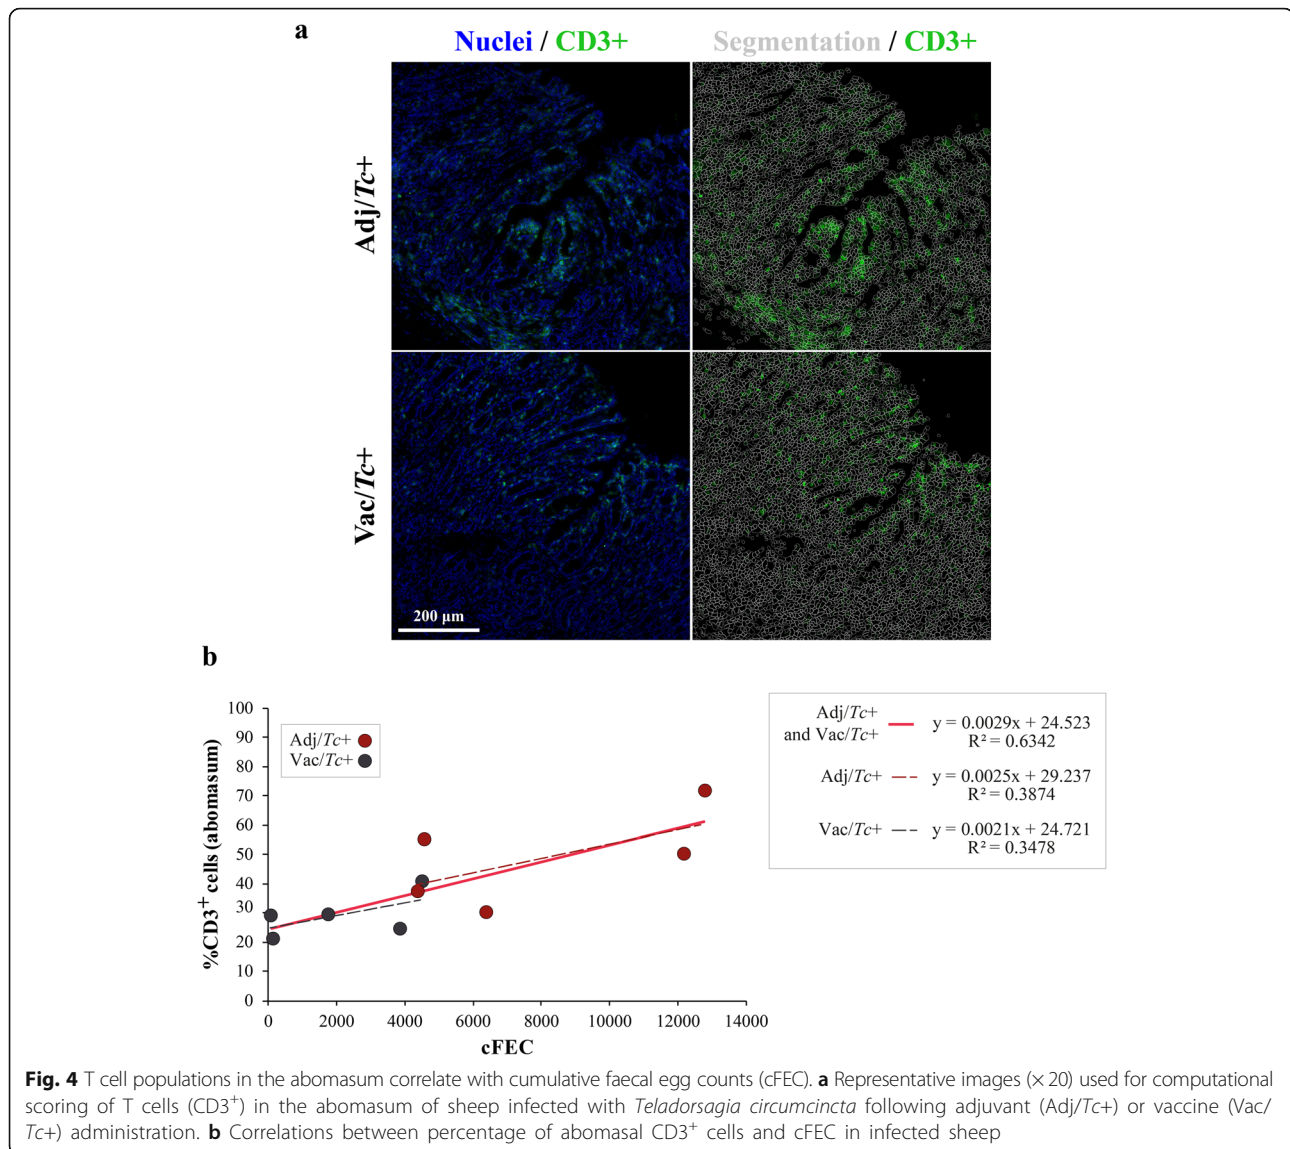 a
Nuclei / CD3+
Segmentation / CD3+
Adj/Tc+
Vac/Tc+
200 µm
b
%CD3⁺ cells (abomasum)
100
90
80
70
60
50
40
30
20
10
0
Adj/Tc+
Vac/Tc+
0 2000 4000 6000 8000 10000 12000 14000
cFEC
Adj/Tc+
and Vac/Tc+
y = 0.0029x + 24.523
R² = 0.6342
Adj/Tc+
y = 0.0025x + 29.237
R² = 0.3874
Vac/Tc+
y = 0.0021x + 24.721
R² = 0.3478
Fig. 4 T cell populations in the abomasum correlate with cumulative faecal egg counts (cFEC). a Representative images (× 20) used for computational
scoring of T cells (CD3⁺) in the abomasum of sheep infected with Teladorsagia circumcincta following adjuvant (Adj/Tc+) or vaccine (Vac/
Tc+) administration. b Correlations between percentage of abomasal CD3⁺ cells and cFEC in infected sheep